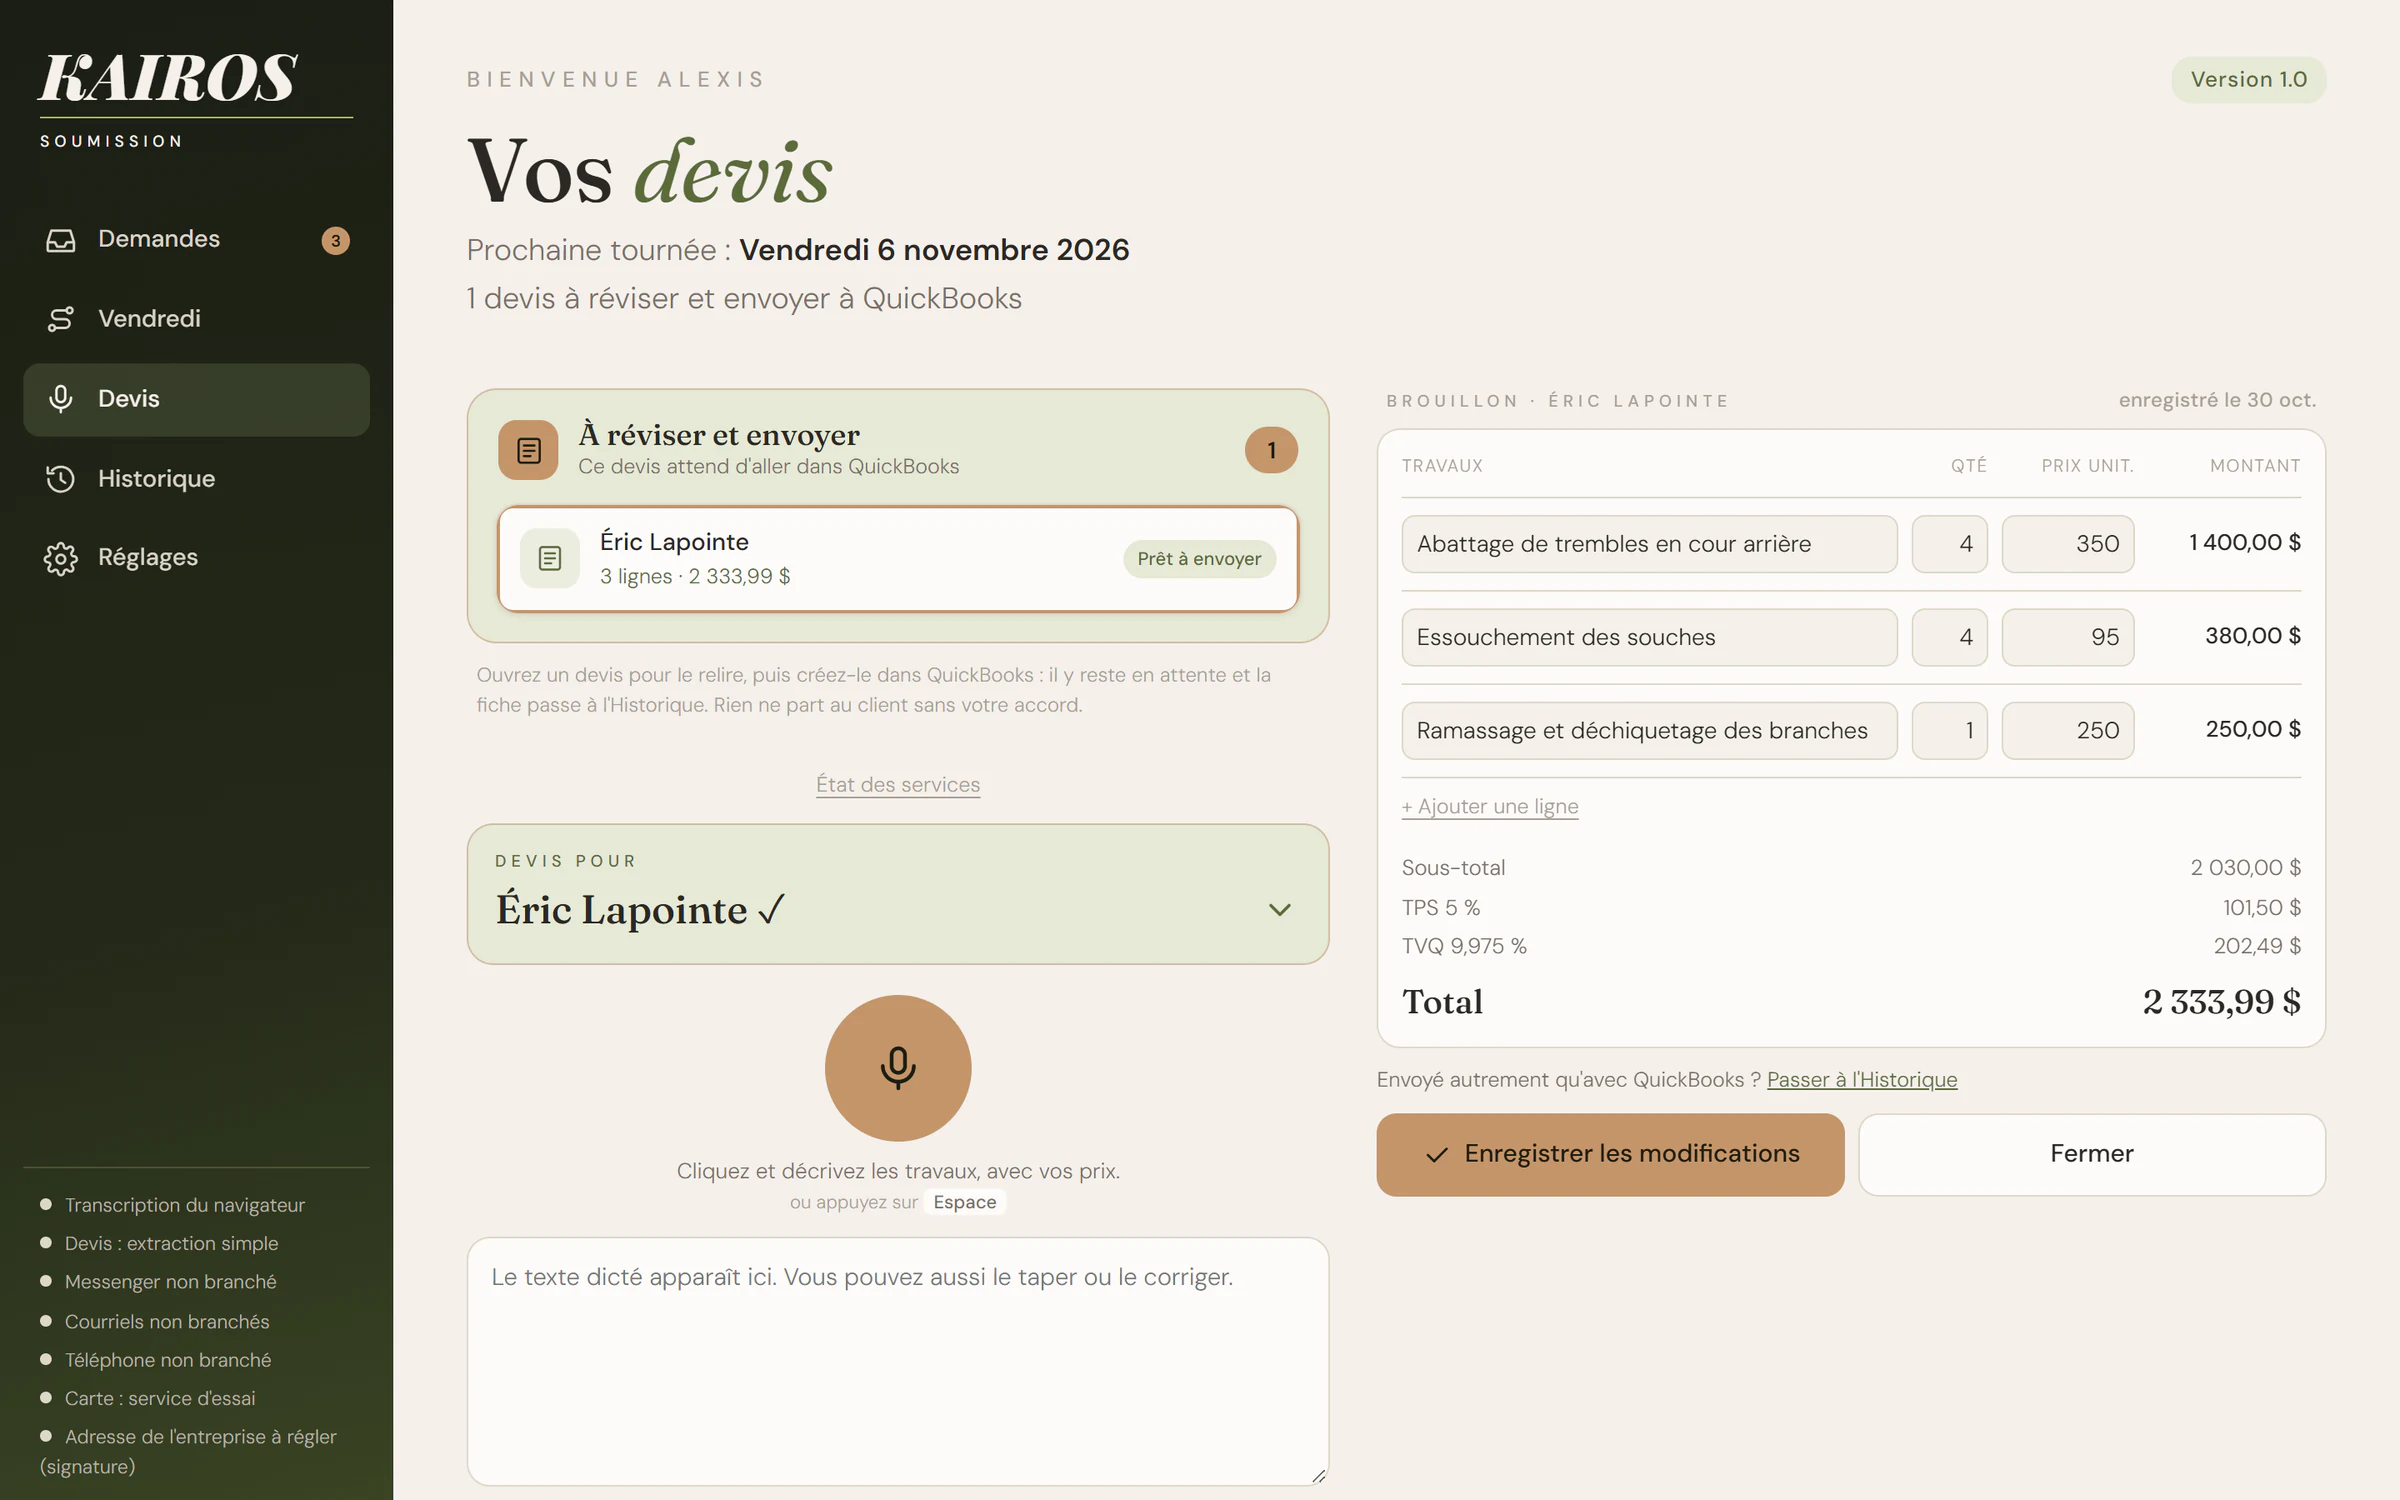 KAIROS
SOUMISSION
Demandes 3
Vendredi
Devis
Historique
Réglages
Transcription du navigateur
Devis : extraction simple
Messenger non branché
Courriels non branchés
Téléphone non branché
Carte : service d'essai
Adresse de l'entreprise à régler
(signature)
BIENVENUE ALEXIS
Version 1.0
Vos devis
Prochaine tournée : Vendredi 6 novembre 2026
1 devis à réviser et envoyer à QuickBooks
À réviser et envoyer
Ce devis attend d'aller dans QuickBooks
1
Éric Lapointe
3 lignes · 2 333,99 $
Prêt à envoyer
Ouvrez un devis pour le relire, puis créez-le dans QuickBooks : il y reste en attente et la
fiche passe à l'Historique. Rien ne part au client sans votre accord.
État des services
DEVIS POUR
Éric Lapointe ✓
Cliquez et décrivez les travaux, avec vos prix.
ou appuyez sur Espace
Le texte dicté apparaît ici. Vous pouvez aussi le taper ou le corriger.
BROUILLON · ÉRIC LAPOINTE
enregistré le 30 oct.
TRAVAUX QTÉ PRIX UNIT. MONTANT
Abattage de trembles en cour arrière 4 350 1 400,00 $
Essouchement des souches 4 95 380,00 $
Ramassage et déchiquetage des branches 1 250 250,00 $
+ Ajouter une ligne
Sous-total 2 030,00 $
TPS 5 % 101,50 $
TVQ 9,975 % 202,49 $
Total 2 333,99 $
Envoyé autrement qu'avec QuickBooks ? Passer à l'Historique
Enregistrer les modifications
Fermer